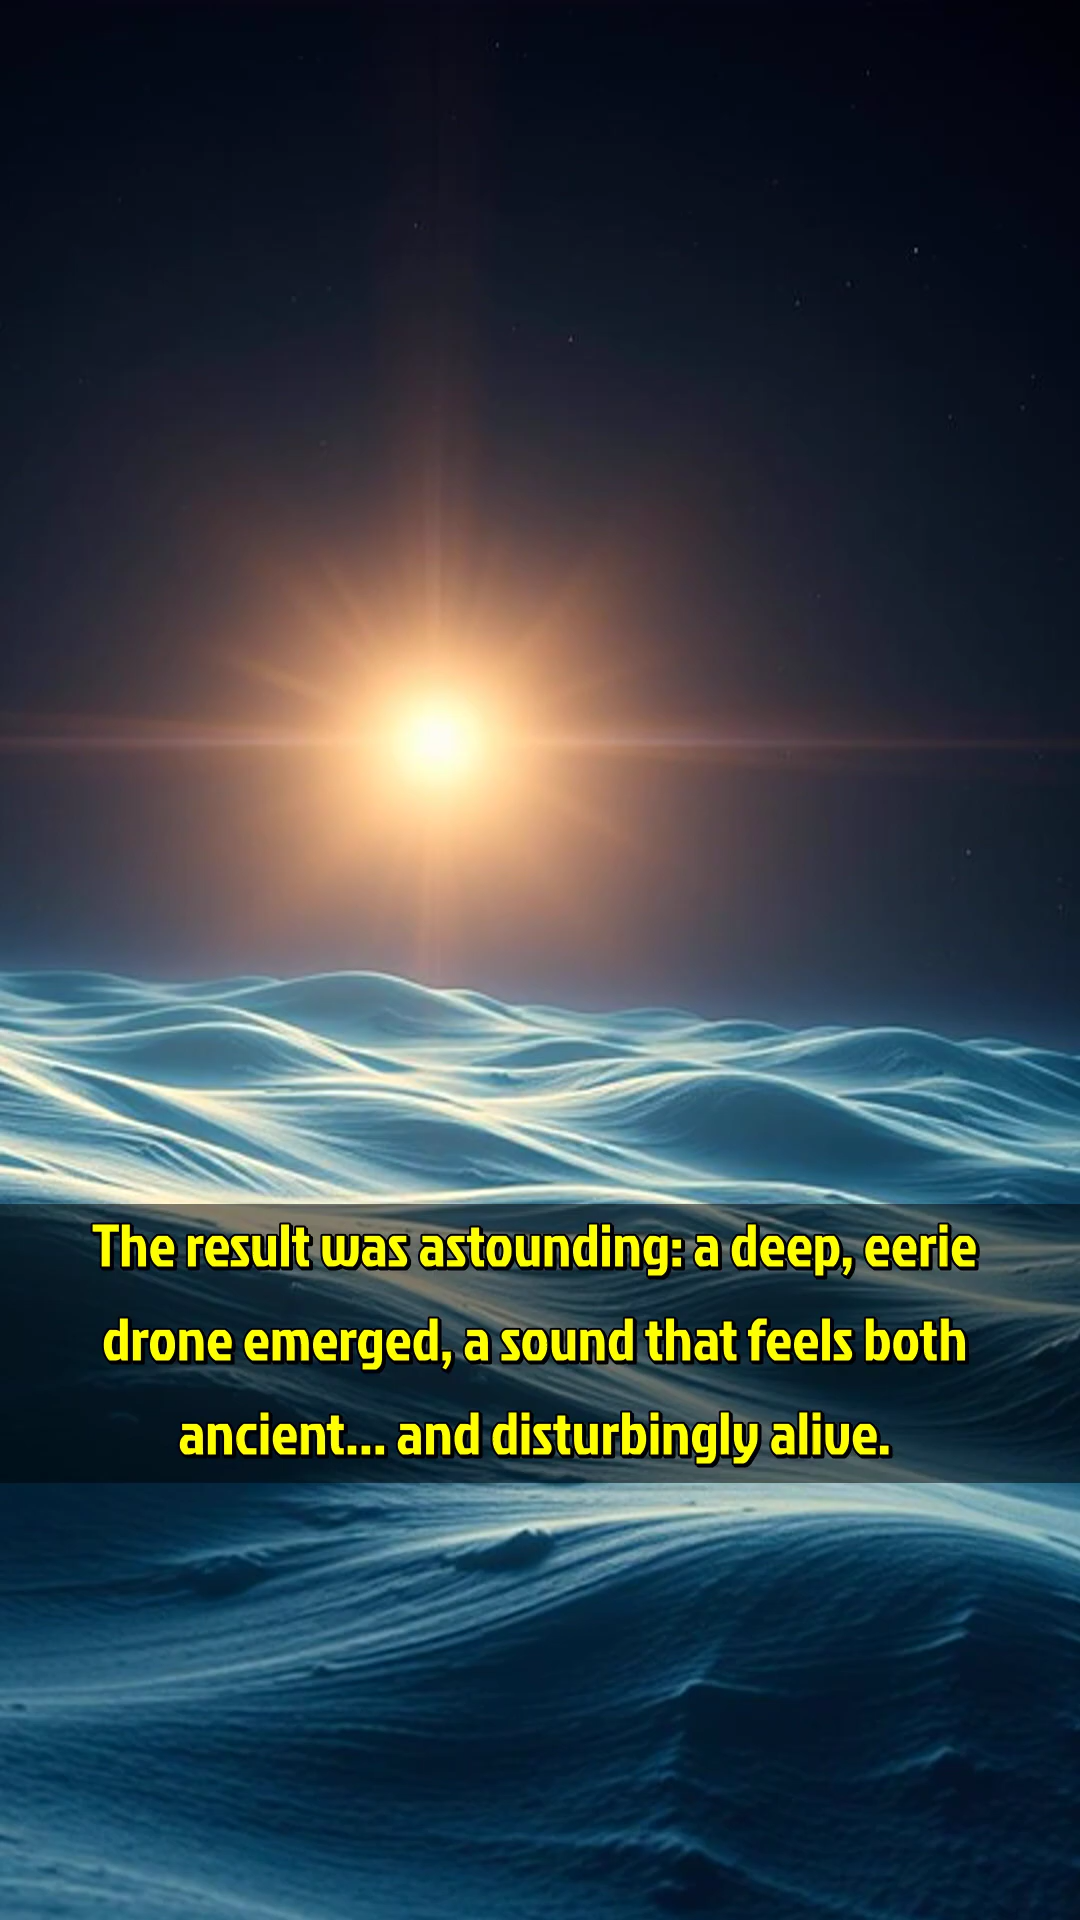 The result was astounding: a deep, eerie
drone emerged, a sound that feels both
ancient... and disturbingly alive.